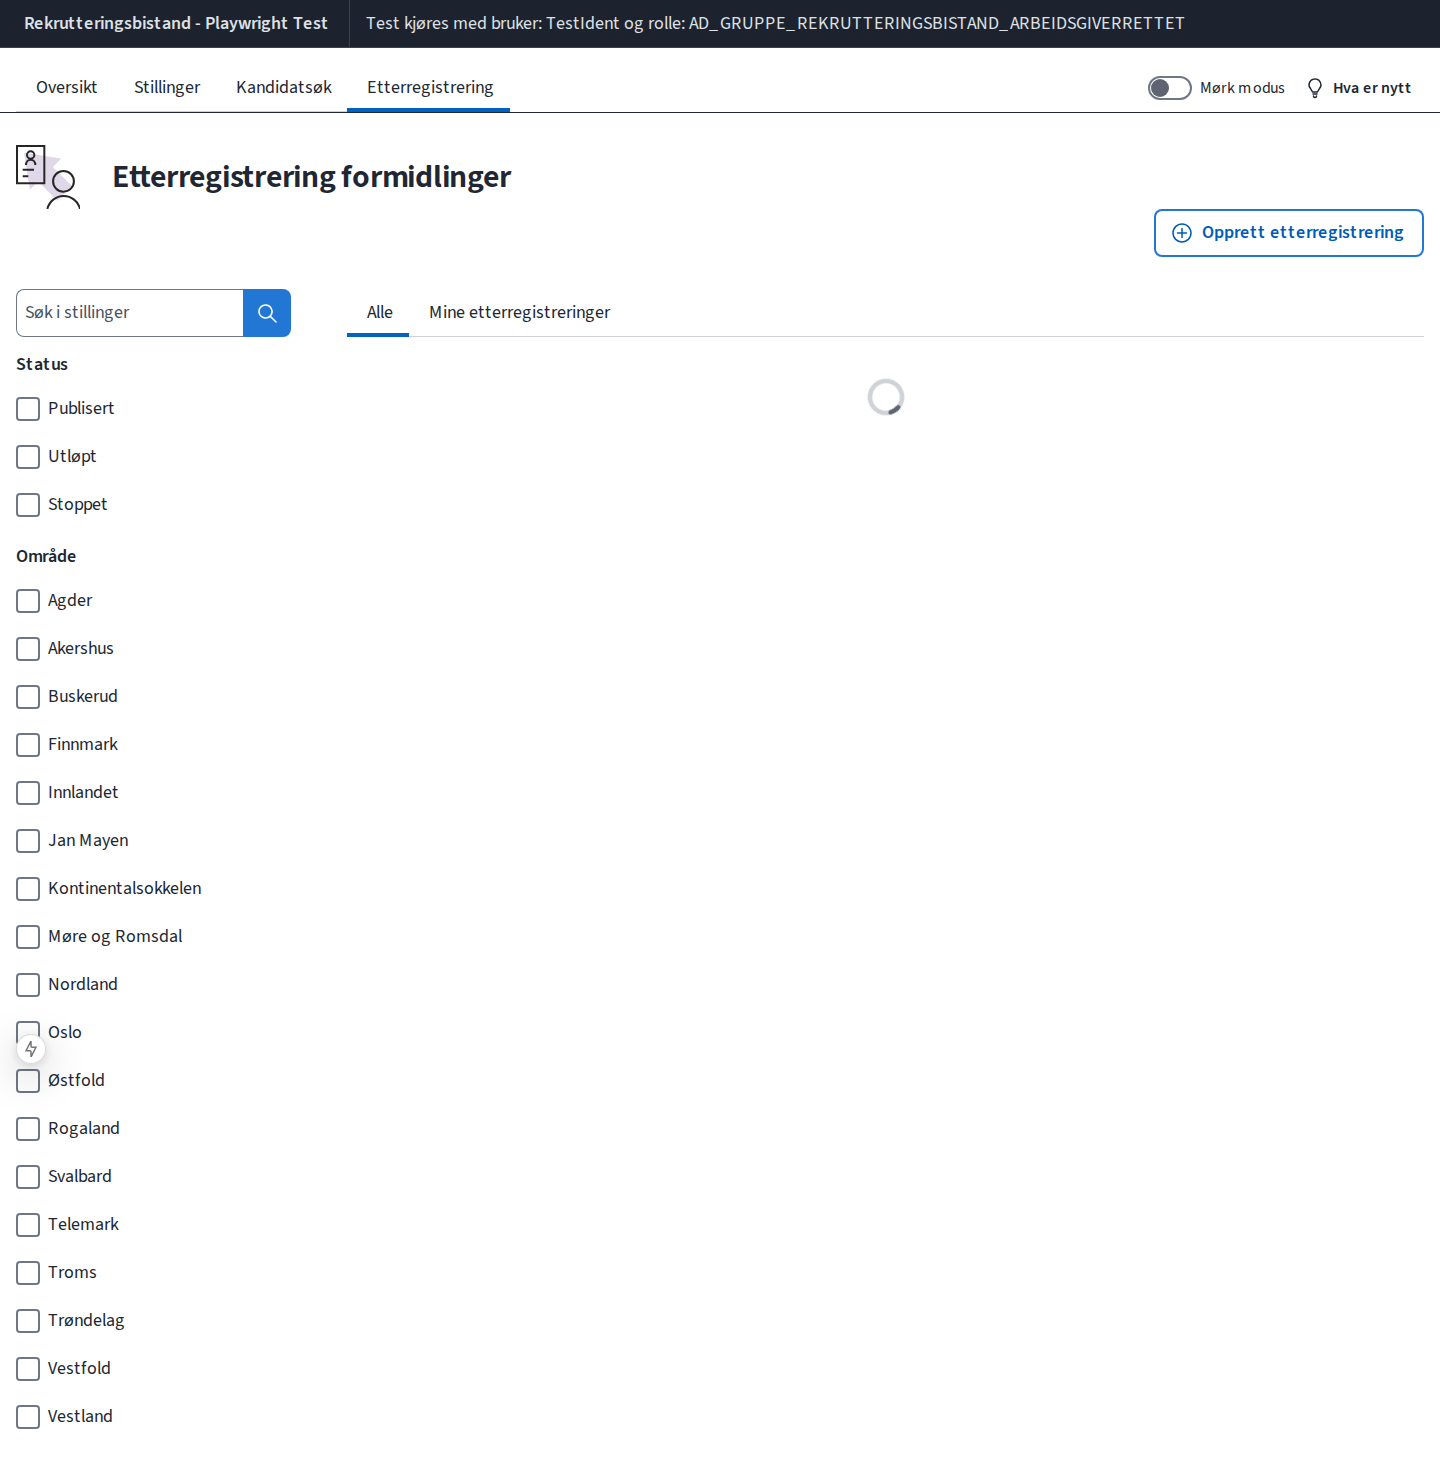 Rekrutteringsbistand - Playwright Test
Test kjøres med bruker: TestIdent og rolle: AD_GRUPPE_REKRUTTERINGSBISTAND_ARBEIDSGIVERRETTET
Oversikt
Stillinger
Kandidatsøk
Etterregistrering
Mørk modus
Hva er nytt
Etterregistrering formidlinger
Opprett etterregistrering
Søk i stillinger
Alle
Mine etterregistreringer
Status
Publisert
Utløpt
Stoppet
Område
Agder
Akershus
Buskerud
Finnmark
Innlandet
Jan Mayen
Kontinentalsokkelen
Møre og Romsdal
Nordland
Oslo
Østfold
Rogaland
Svalbard
Telemark
Troms
Trøndelag
Vestfold
Vestland